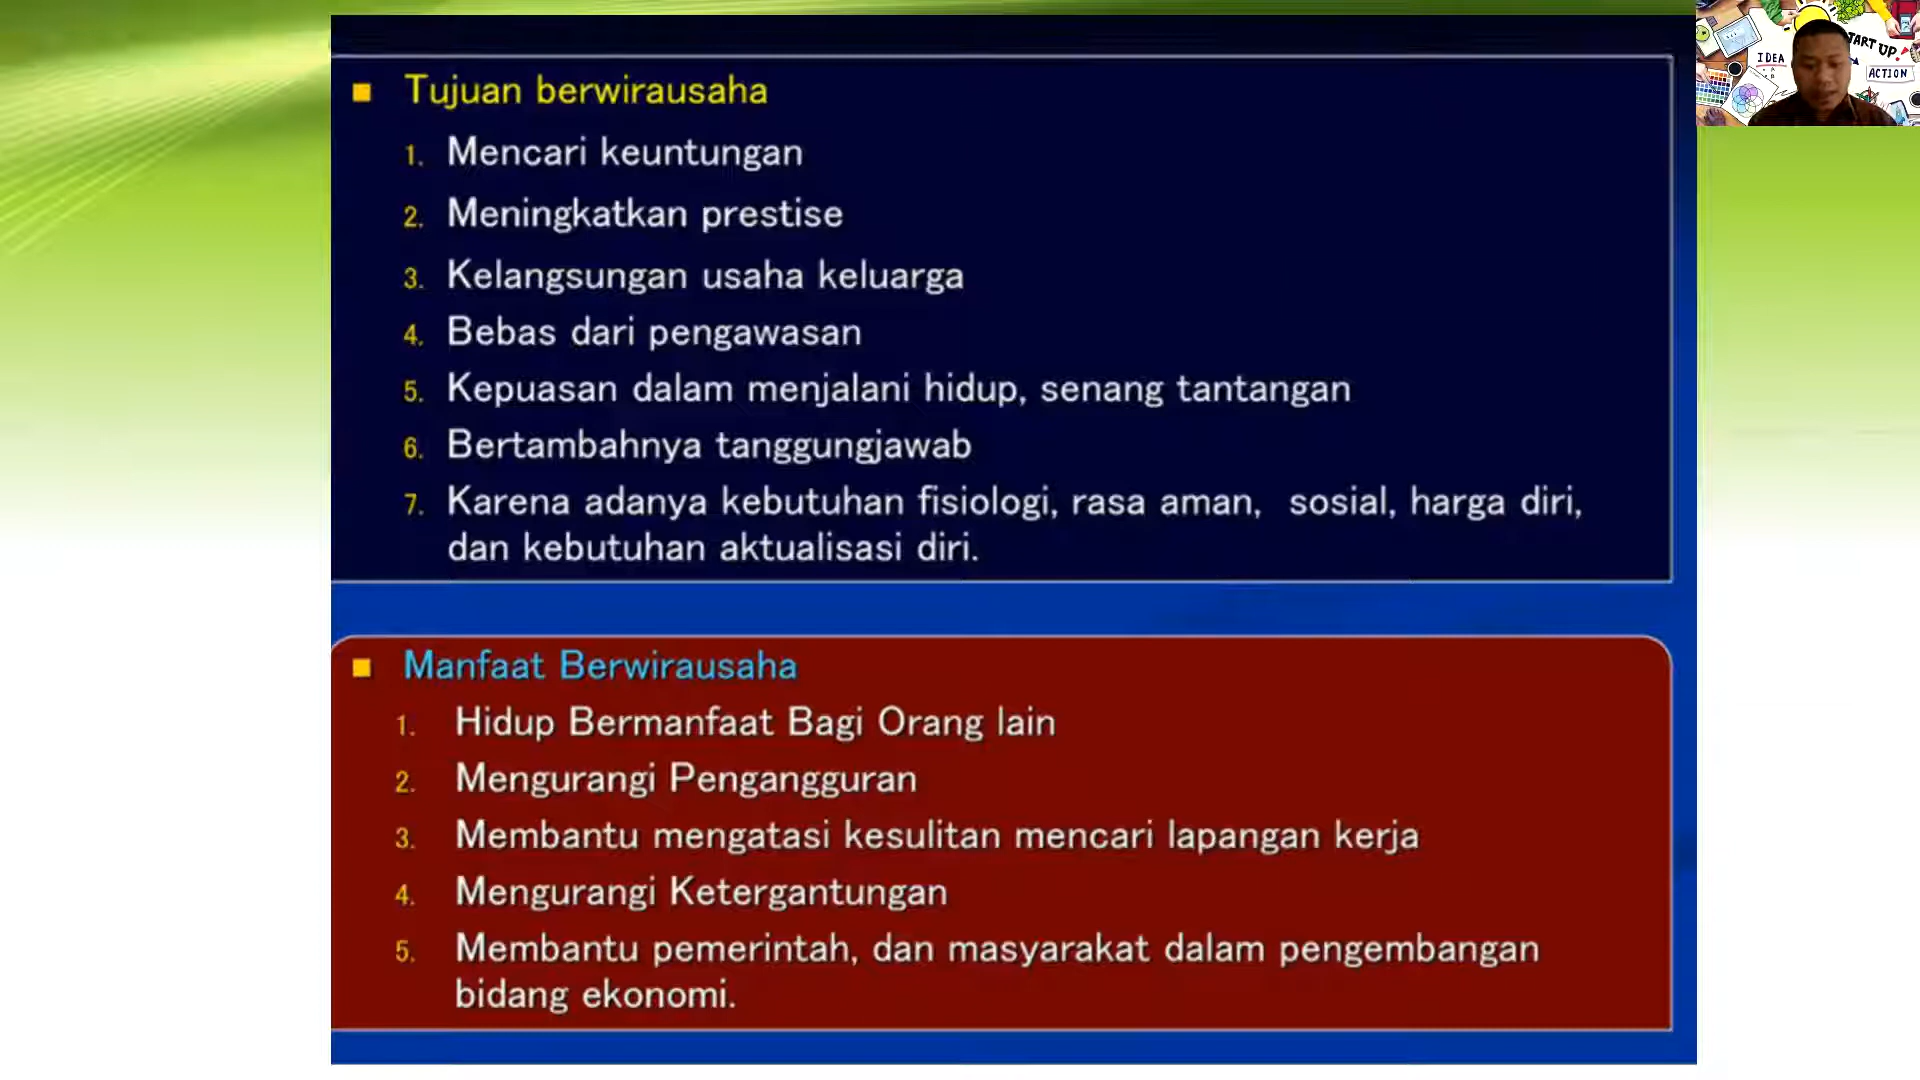 Tujuan berwirausaha
1. Mencari keuntungan
2. Meningkatkan prestise
3. Kelangsungan usaha keluarga
4. Bebas dari pengawasan
5. Kepuasan dalam menjalani hidup, senang tantangan
6. Bertambahnya tanggungjawab
7. Karena adanya kebutuhan fisiologi, rasa aman, sosial, harga diri,
dan kebutuhan aktualisasi diri.
Manfaat Berwirausaha
1. Hidup Bermanfaat Bagi Orang lain
2. Mengurangi Pengangguran
3. Membantu mengatasi kesulitan mencari lapangan kerja
4. Mengurangi Ketergantungan
5. Membantu pemerintah, dan masyarakat dalam pengembangan
bidang ekonomi.
IDEA
TART UP
ACTION